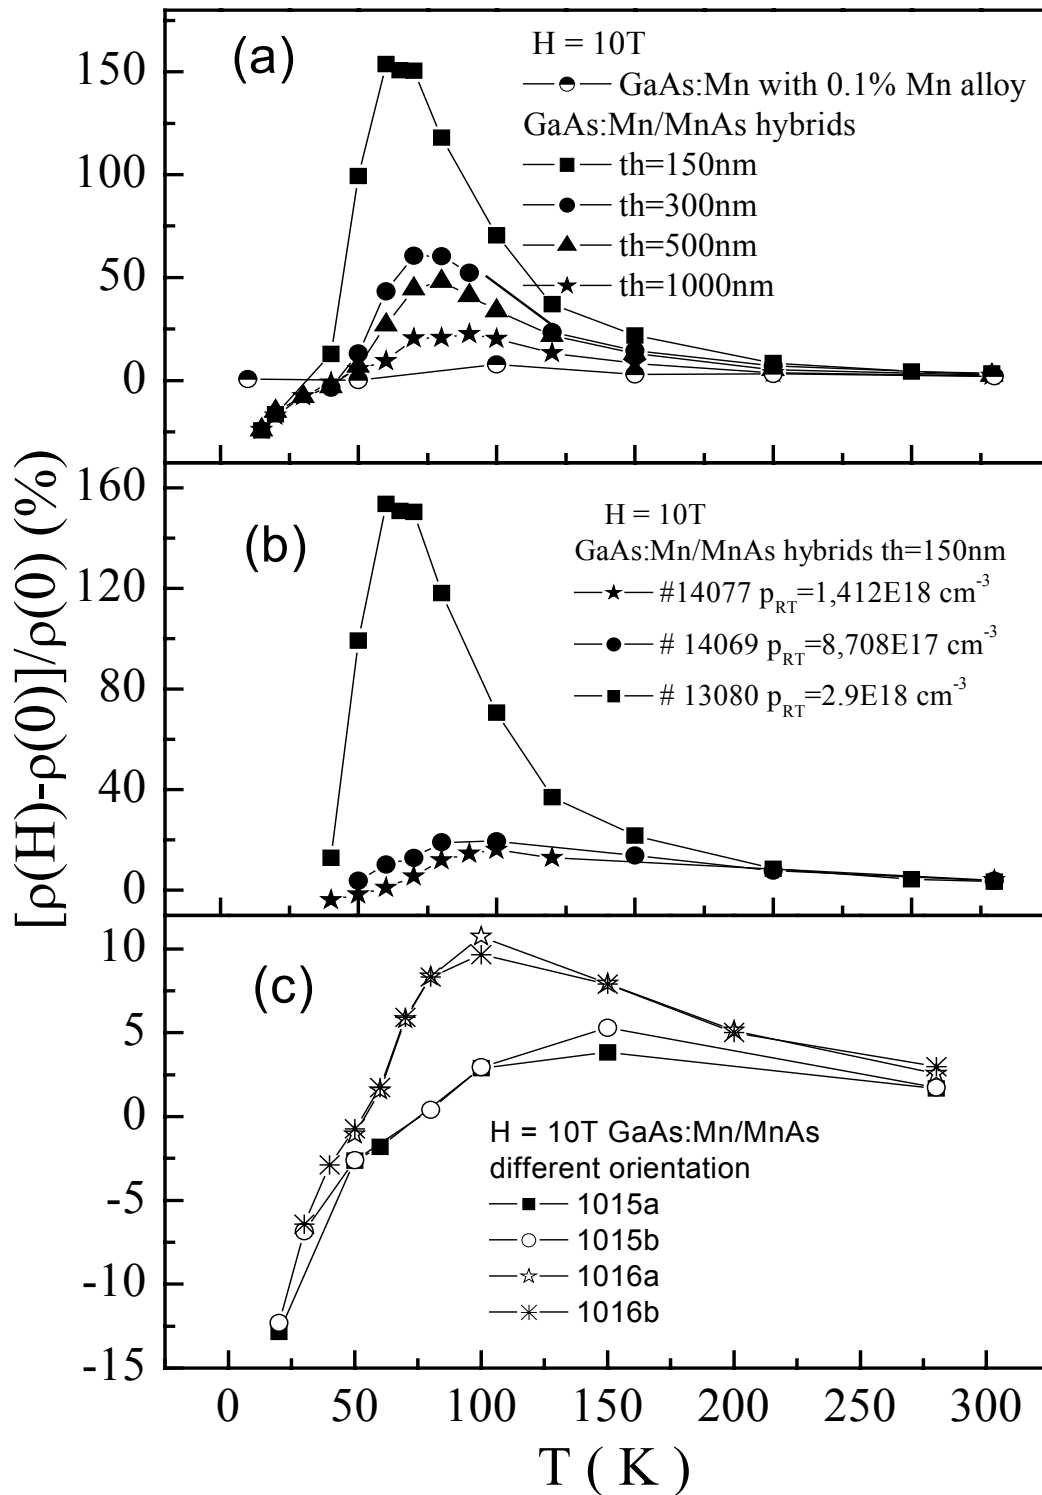 [ρ(H)-ρ(0)]/ρ(0) (%)
(a)
H = 10T
GaAs:Mn with 0.1% Mn alloy
GaAs:Mn/MnAs hybrids
th=150nm
th=300nm
th=500nm
th=1000nm
150
100
50
0
(b)
H = 10T
GaAs:Mn/MnAs hybrids th=150nm
#14077 p_RT=1,412E18 cm^-3
# 14069 p_RT=8,708E17 cm^-3
# 13080 p_RT=2.9E18 cm^-3
160
120
80
40
0
(c)
H = 10T GaAs:Mn/MnAs
different orientation
1015a
1015b
1016a
1016b
10
5
0
-5
-10
-15
0 50 100 150 200 250 300
T ( K )